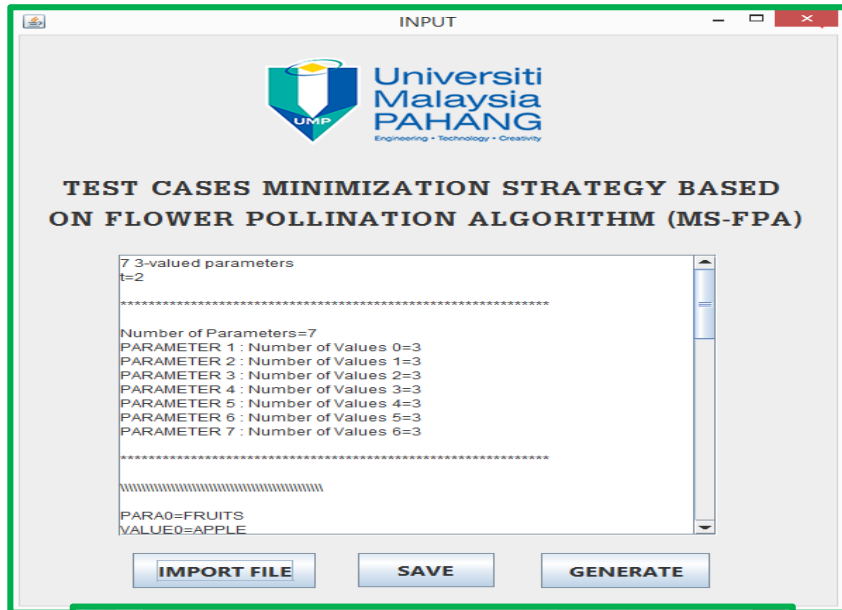 INPUT
UMP
Universiti
Malaysia
PAHANG
Engineering • Technology • Creativity
TEST CASES MINIMIZATION STRATEGY BASED
ON FLOWER POLLINATION ALGORITHM (MS-FPA)
7 3-valued parameters
t=2
*************************************************************
Number of Parameters=7
PARAMETER 1 : Number of Values 0=3
PARAMETER 2 : Number of Values 1=3
PARAMETER 3 : Number of Values 2=3
PARAMETER 4 : Number of Values 3=3
PARAMETER 5 : Number of Values 4=3
PARAMETER 6 : Number of Values 5=3
PARAMETER 7 : Number of Values 6=3
*************************************************************
\\\\\\\\\\\\\\\\\\\\\\\\\\\\\\\\\\\\\\\\\\\\\\\\
PARA0=FRUITS
VALUE0=APPLE
IMPORT FILE SAVE GENERATE